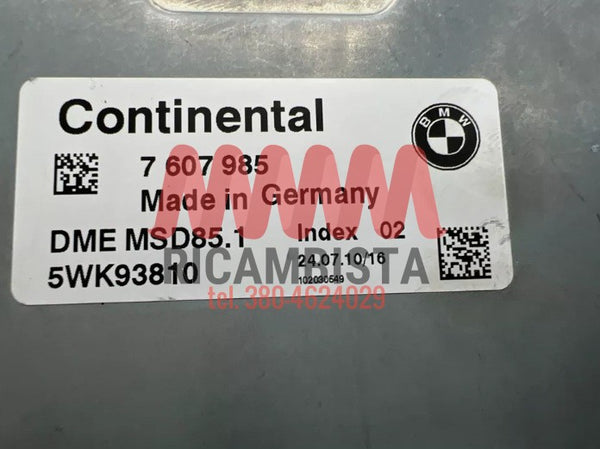 Continental
BMW
7 607 985
Made in Germany
DME MSD85.1 Index 02
5WK93810 24.07.10/16
102030549
RICAMBISTA
tel. 380-4624029